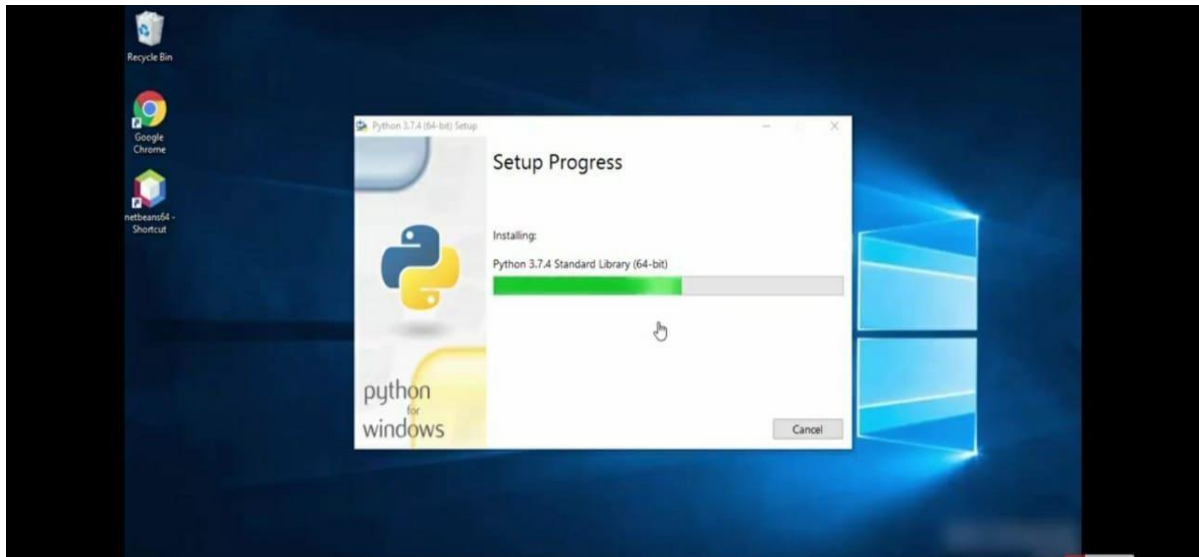 Recycle Bin
Google
Chrome
netbeans64 -
Shortcut
Python 3.7.4 (64-bit) Setup
Setup Progress
Installing:
Python 3.7.4 Standard Library (64-bit)
python
for
windows
Cancel